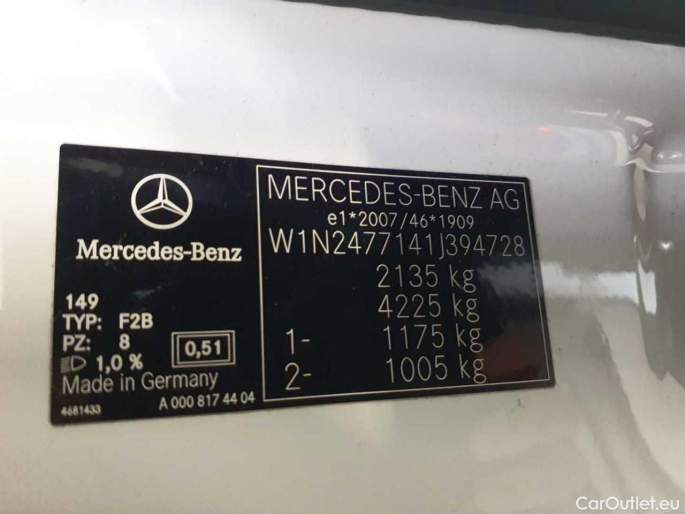 Mercedes-Benz
149
TYP: F2B
PZ: 8
1,0 %
0,51
Made in Germany
4681433
A 000 817 44 04
MERCEDES-BENZ AG
e1*2007/46*1909
W1N2477141J394728
2135 kg
4225 kg
1- 1175 kg
2- 1005 kg
CarOutlet.eu